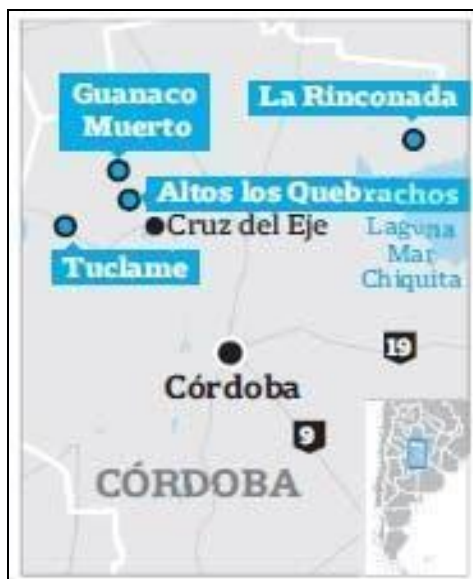 Guanaco
Muerto
La Rinconada
Altos los Quebrachos
Cruz del Eje
Tuclame
Laguna
Mar
Chiquita
19
Córdoba
9
CÓRDOBA